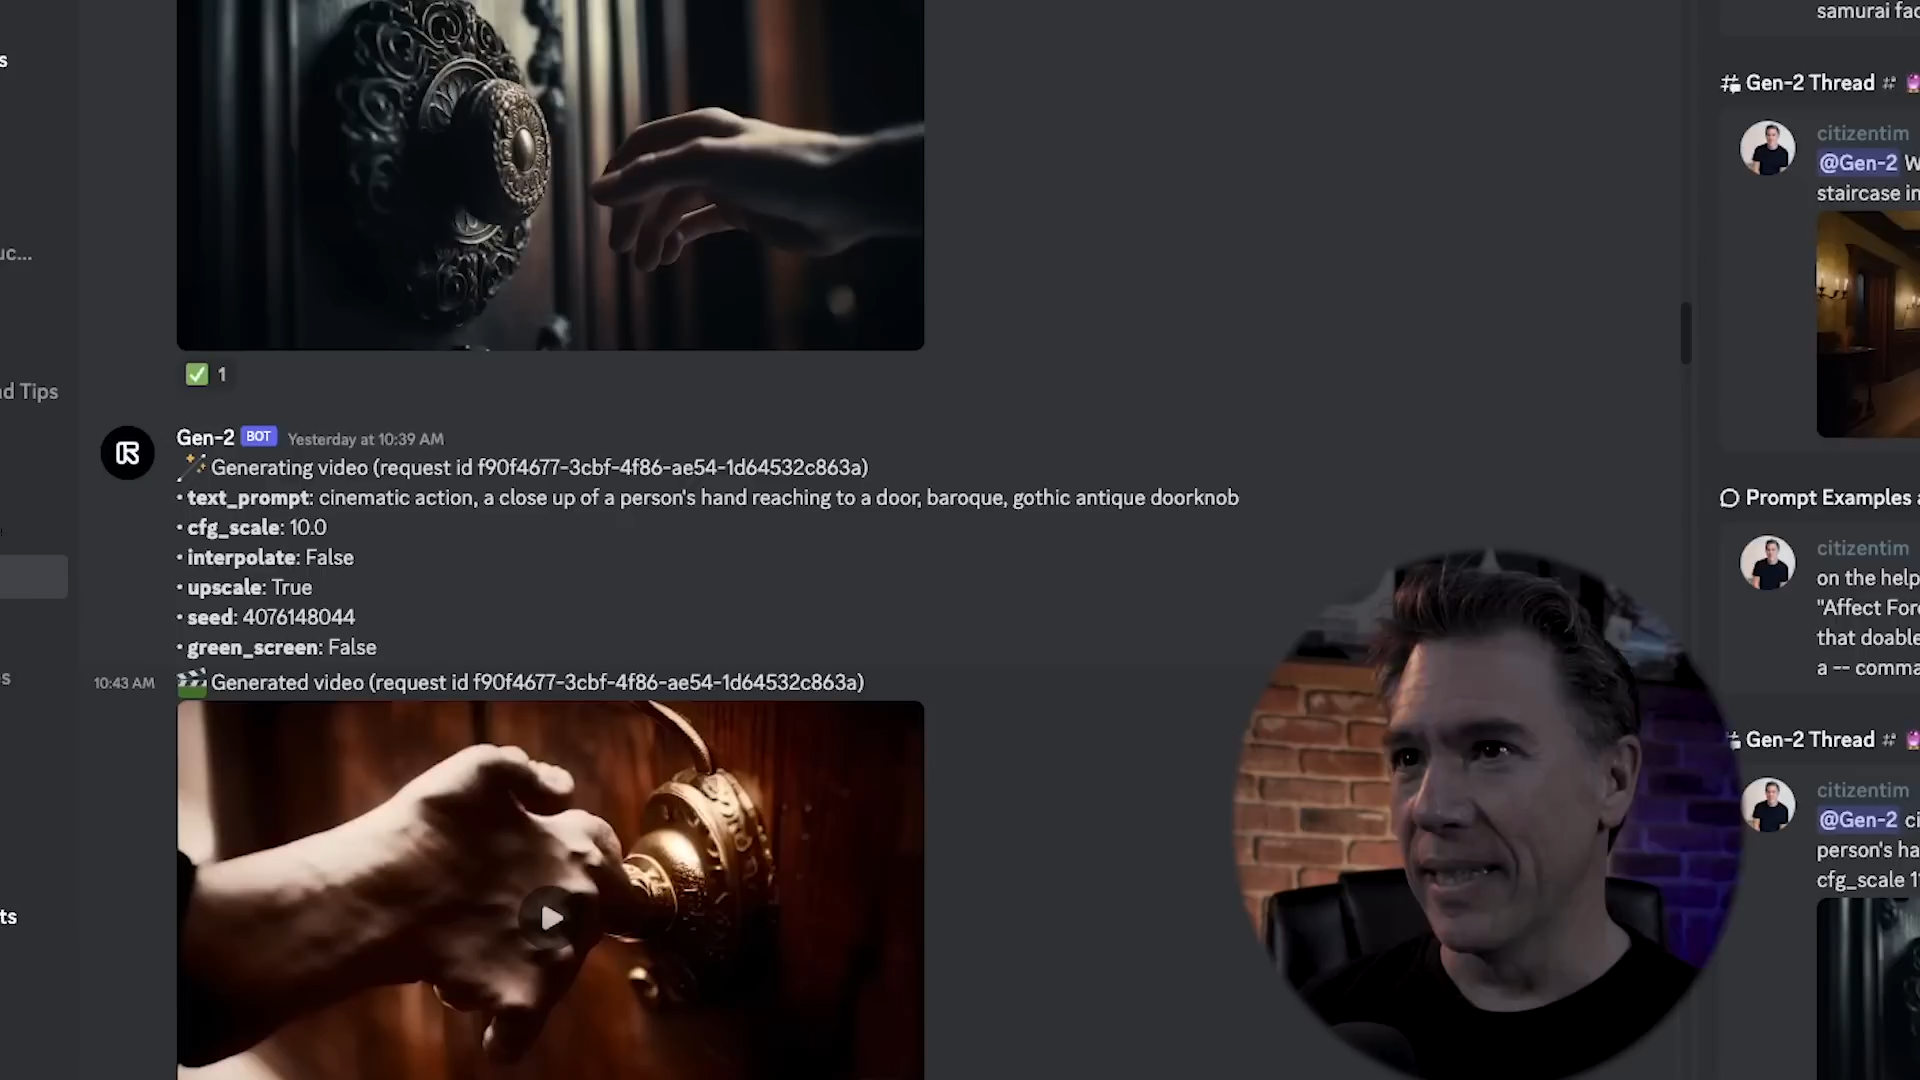 s
uc...
d Tips
s
ts
1
Gen-2 BOT Yesterday at 10:39 AM
Generating video (request id f90f4677-3cbf-4f86-ae54-1d64532c863a)
• text_prompt: cinematic action, a close up of a person's hand reaching to a door, baroque, gothic antique doorknob
• cfg_scale: 10.0
• interpolate: False
• upscale: True
• seed: 4076148044
• green_screen: False
10:43 AM Generated video (request id f90f4677-3cbf-4f86-ae54-1d64532c863a)
samurai fac
Gen-2 Thread #
citizentim
@Gen-2 W
staircase in
Prompt Examples a
citizentim
on the help
"Affect For
that doable
a -- comma
Gen-2 Thread #
citizentim
@Gen-2 ci
person's ha
cfg_scale 1